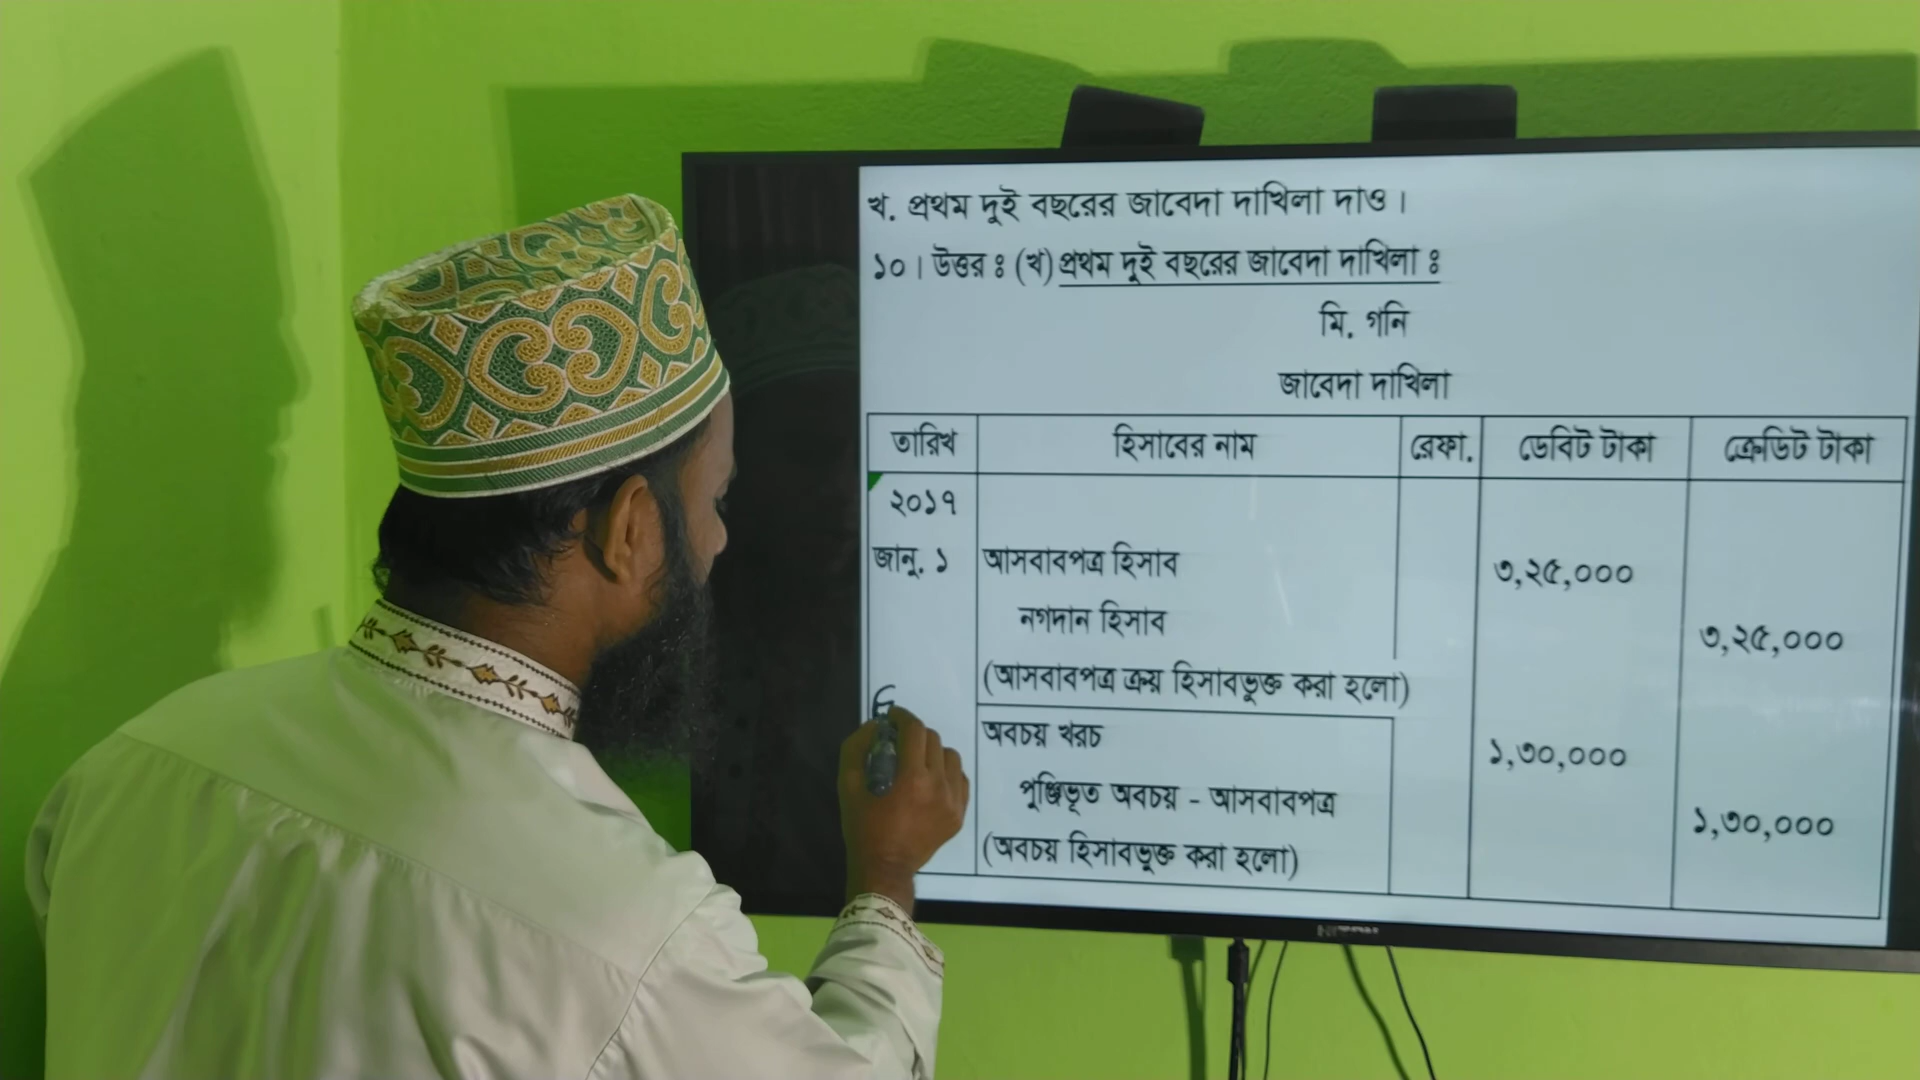 খ. প্রথম দুই বছরের জাবেদা দাখিলা দাও।
১০। উত্তর ঃ (খ) প্রথম দুই বছরের জাবেদা দাখিলা ঃ
মি. গনি
জাবেদা দাখিলা
তারিখ হিসাবের নাম রেফা. ডেবিট টাকা ক্রেডিট টাকা
২০১৭
জানু. ১ আসবাবপত্র হিসাব ৩,২৫,০০০
নগদান হিসাব ৩,২৫,০০০
(আসবাবপত্র ক্রয় হিসাবভুক্ত করা হলো)
অবচয় খরচ ১,৩০,০০০
পুঞ্জিভূত অবচয় - আসবাবপত্র ১,৩০,০০০
(অবচয় হিসাবভুক্ত করা হলো)